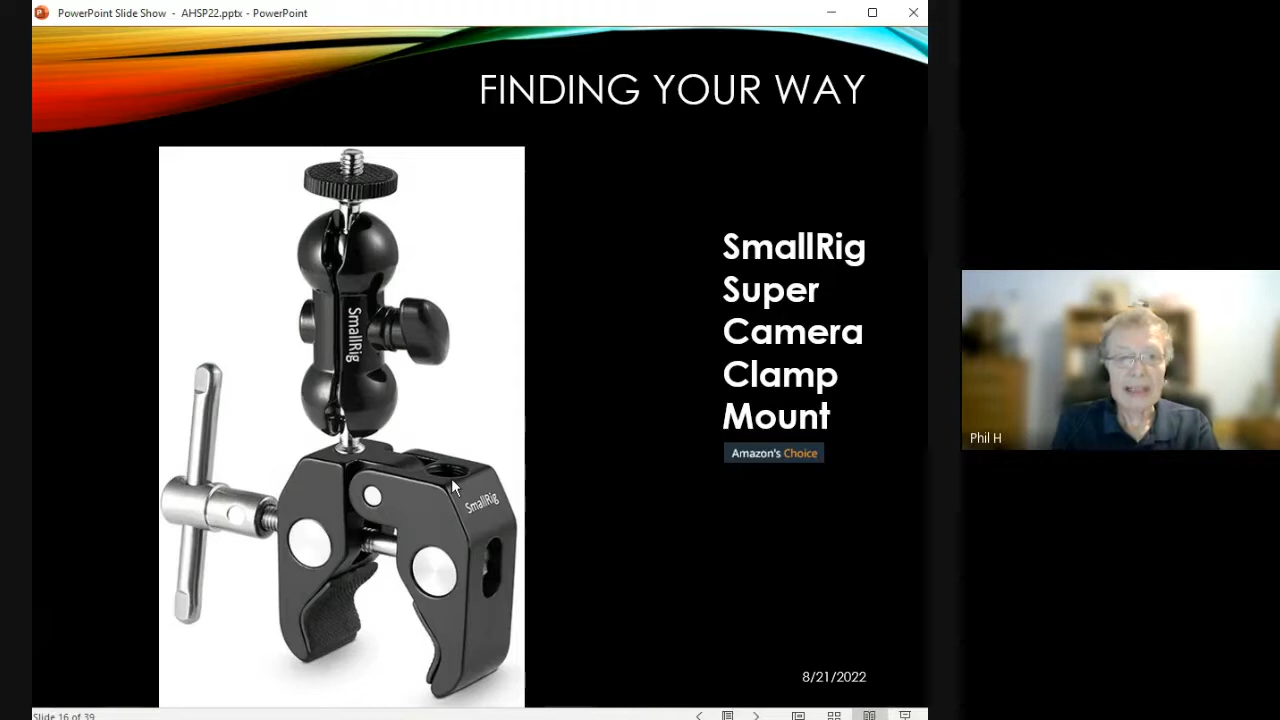 PowerPoint Slide Show - AHSP22.pptx - PowerPoint
FINDING YOUR WAY
SmallRig
SmallRig
SmallRig
Super
Camera
Clamp
Mount
Amazon's Choice
Phil H
8/21/2022
Slide 16 of 39